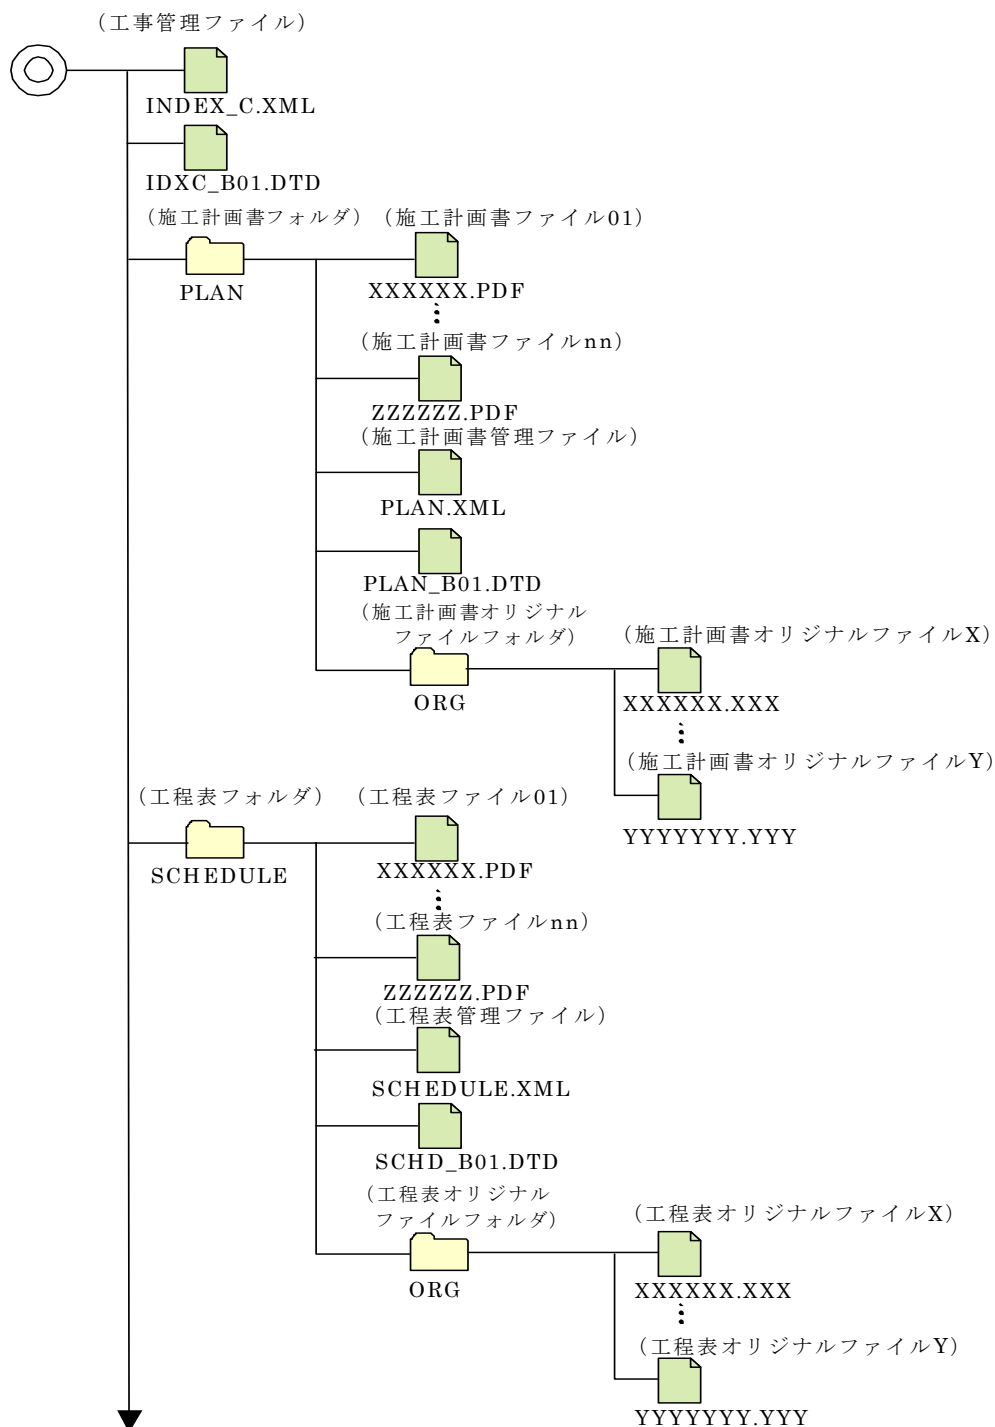 （工事管理ファイル）
INDEX_C.XML
IDXC_B01.DTD
（施工計画書フォルダ）
（施工計画書ファイル01）
PLAN
XXXXXX.PDF
（施工計画書ファイルnn）
ZZZZZZ.PDF
（施工計画書管理ファイル）
PLAN.XML
PLAN_B01.DTD
（施工計画書オリジナル
ファイルフォルダ）
ORG
（施工計画書オリジナルファイルX）
XXXXXX.XXX
（施工計画書オリジナルファイルY）
YYYYYYY.YYY
（工程表フォルダ）
（工程表ファイル01）
SCHEDULE
XXXXXX.PDF
（工程表ファイルnn）
ZZZZZZ.PDF
（工程表管理ファイル）
SCHEDULE.XML
SCHD_B01.DTD
（工程表オリジナル
ファイルフォルダ）
ORG
（工程表オリジナルファイルX）
XXXXXX.XXX
（工程表オリジナルファイルY）
YYYYYYY.YYY